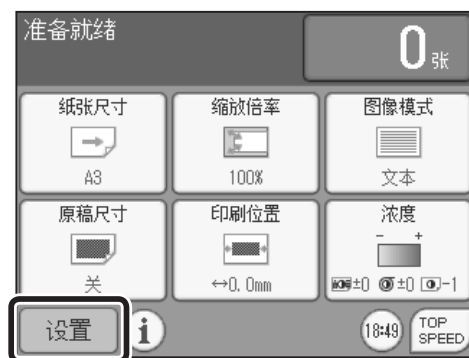 准备就绪
0 张
纸张尺寸 缩放倍率 图像模式
A3 100% 文本
原稿尺寸 印刷位置 浓度
- +
关 ↔0.0mm ±0 ±0 -1
设置 i 18:49 TOP SPEED